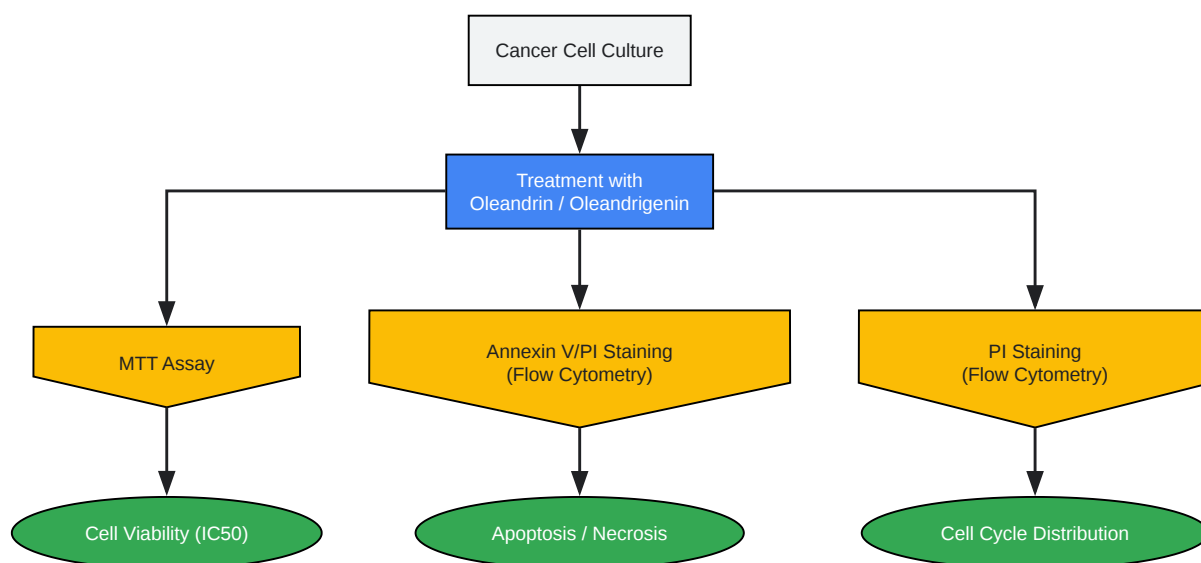 Cancer Cell Culture
Treatment with
Oleandrin / Oleandrigenin
MTT Assay
Annexin V/PI Staining
(Flow Cytometry)
PI Staining
(Flow Cytometry)
Cell Viability (IC50)
Apoptosis / Necrosis
Cell Cycle Distribution